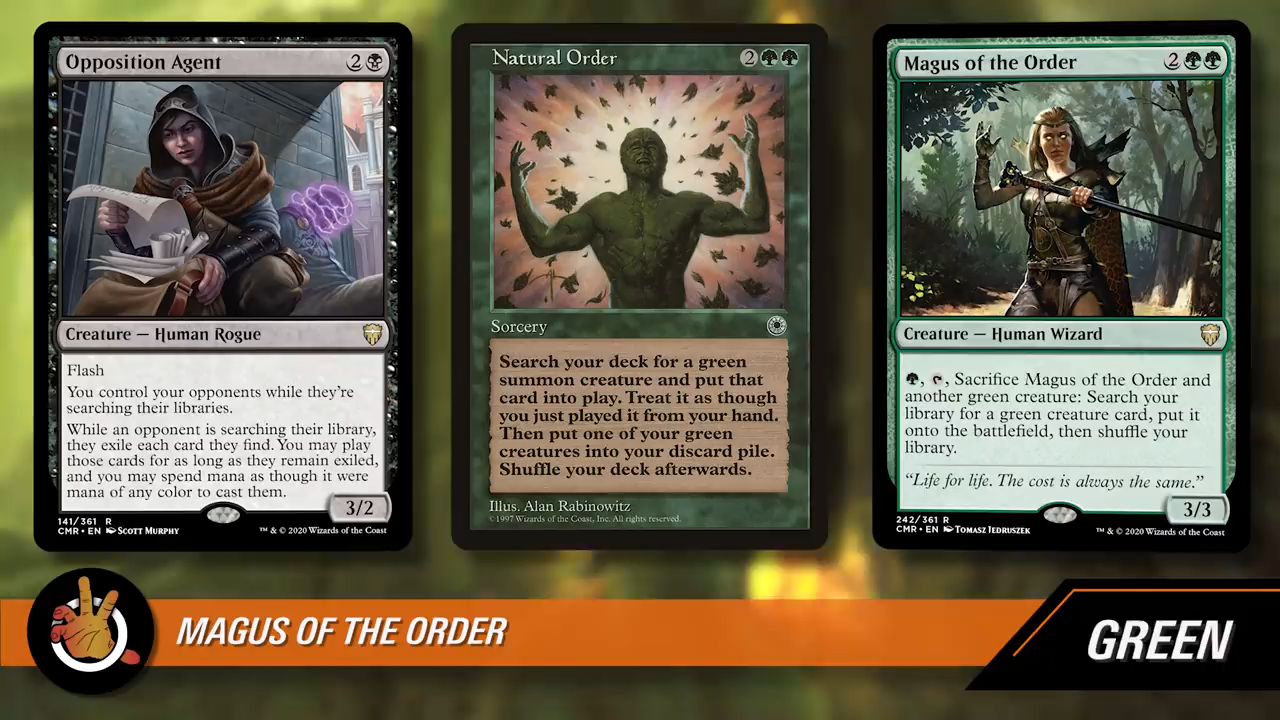 Opposition Agent
2
Creature — Human Rogue
Flash
You control your opponents while they're
searching their libraries.
While an opponent is searching their library,
they exile each card they find. You may play
those cards for as long as they remain exiled,
and you may spend mana as though it were
mana of any color to cast them.
3/2
141/361 R
CMR • EN Scott Murphy
™ & © 2020 Wizards of the Coast
Natural Order
2
Sorcery
Search your deck for a green
summon creature and put that
card into play. Treat it as though
you just played it from your hand.
Then put one of your green
creatures into your discard pile.
Shuffle your deck afterwards.
Illus. Alan Rabinowitz
©1997 Wizards of the Coast, Inc. All rights reserved.
Magus of the Order
2
Creature — Human Wizard
, , Sacrifice Magus of the Order and
another green creature: Search your
library for a green creature card, put it
onto the battlefield, then shuffle your
library.
“Life for life. The cost is always the same.”
3/3
242/361 R
CMR • EN Tomasz Jedruszek
™ & © 2020 Wizards of the Coast
MAGUS OF THE ORDER
GREEN